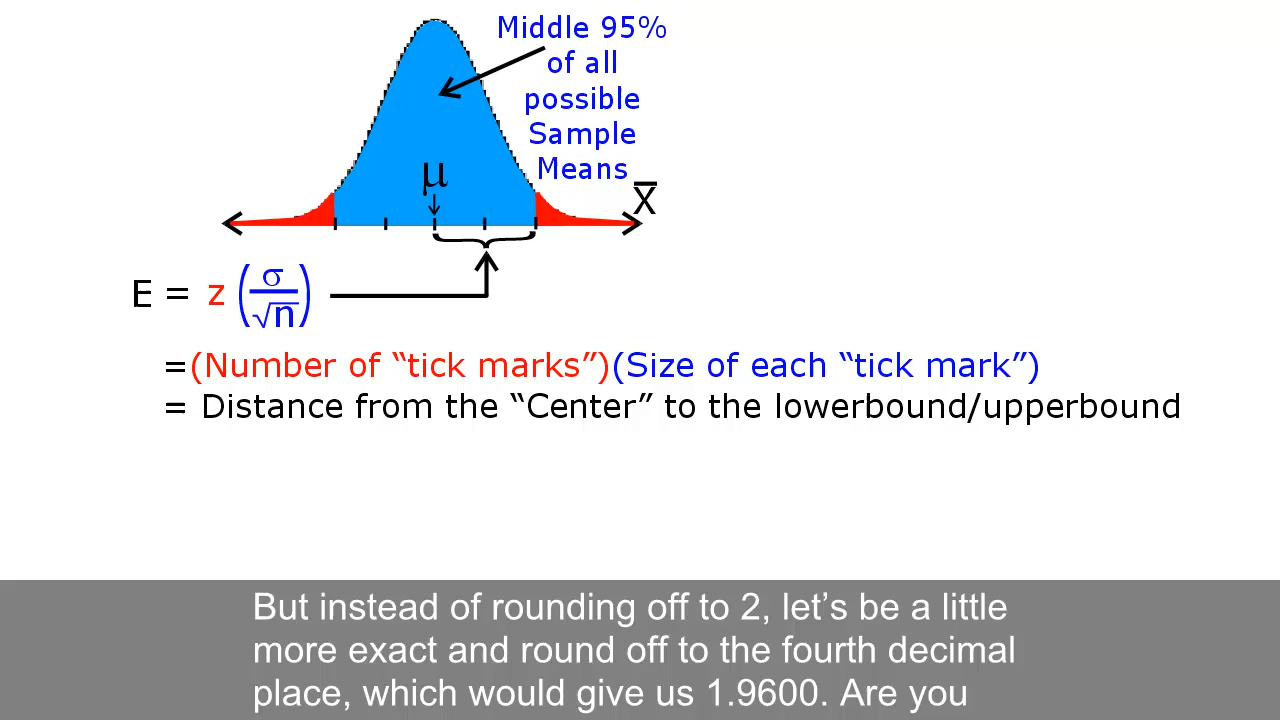 Middle 95%
of all
possible
Sample
Means
μ
X̅
E = z (σ/√n)
=(Number of “tick marks”)(Size of each “tick mark”)
= Distance from the “Center” to the lowerbound/upperbound
But instead of rounding off to 2, let’s be a little
more exact and round off to the fourth decimal
place, which would give us 1.9600. Are you